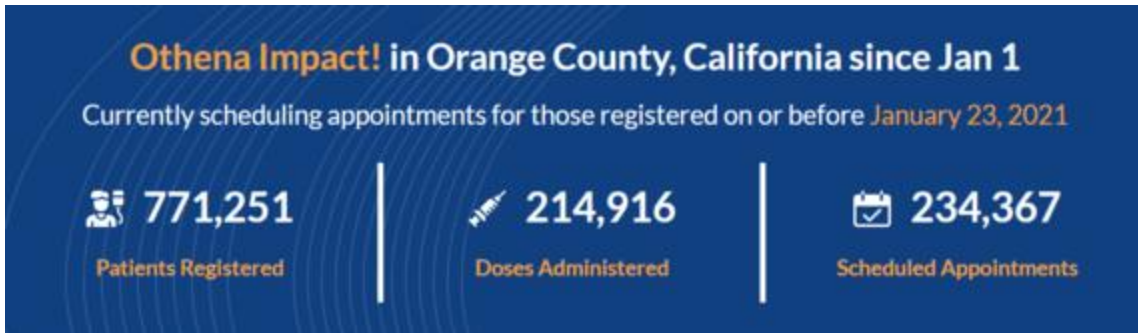 Othena Impact! in Orange County, California since Jan 1
Currently scheduling appointments for those registered on or before January 23, 2021
771,251
Patients Registered
214,916
Doses Administered
234,367
Scheduled Appointments